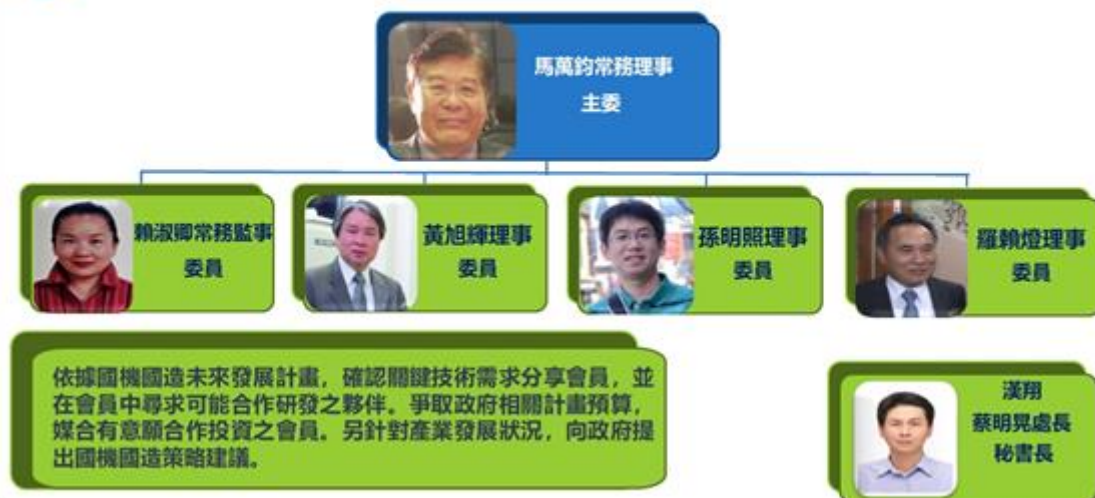 馬萬鈞常務理事
主委
賴淑卿常務監事
委員
黃旭輝理事
委員
孫明照理事
委員
羅賴燈理事
委員
依據國機國造未來發展計畫，確認關鍵技術需求分享會員，並
在會員中尋求可能合作研發之夥伴。爭取政府相關計畫預算，
媒合有意願合作投資之會員。另針對產業發展狀況，向政府提
出國機國造策略建議。
漢翔
蔡明晃處長
秘書長